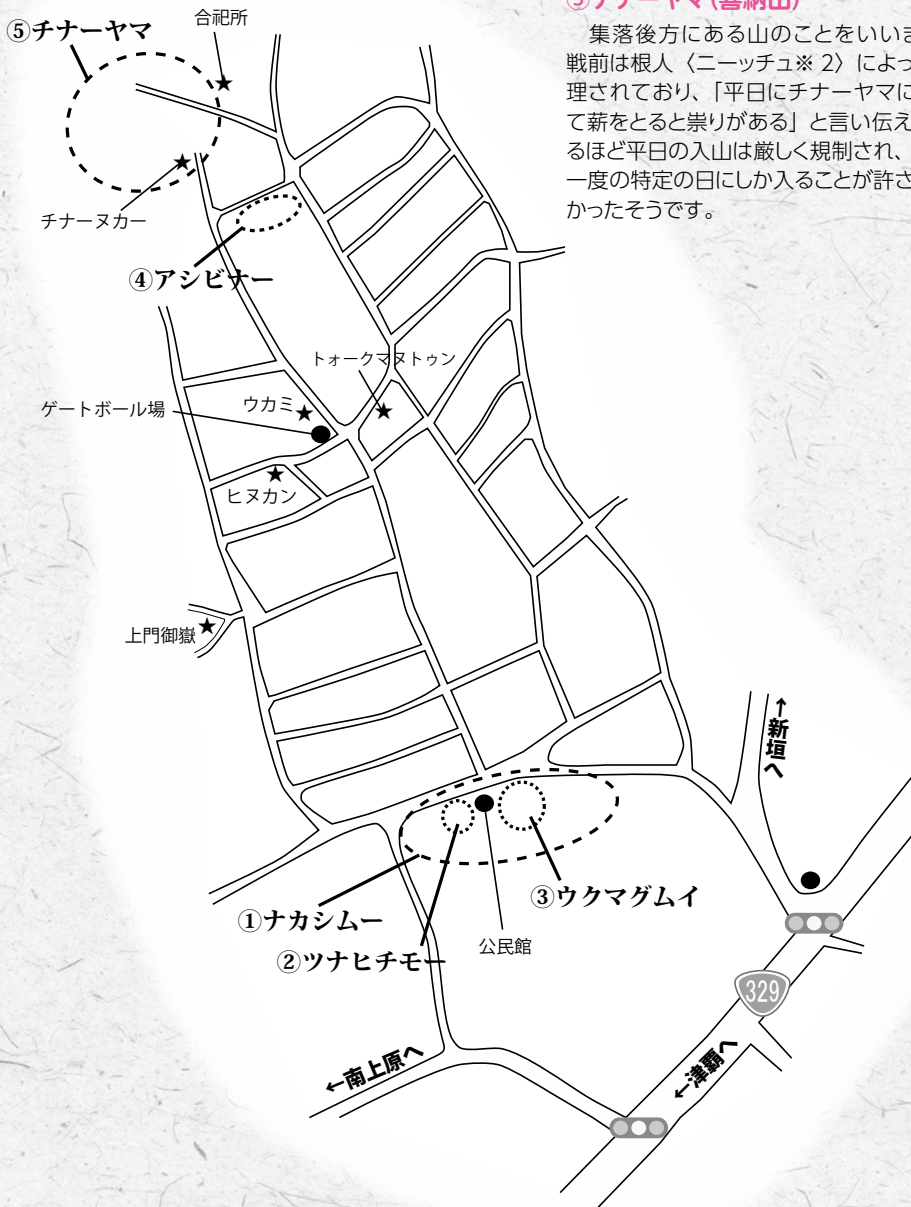 ⑤チナーヤマ(喜納山)
集落後方にある山のことをいいま
戦前は根人〈ニーッチュ※2〉によっ
理されており、「平日にチナーヤマに
て薪をとると祟りがある」と言い伝え
るほど平日の入山は厳しく規制され、
一度の特定の日にしか入ることが許さ
かったそうです。
合祀所
⑤チナーヤマ
チナーヌカー
④アシビナー
トォークマヌトゥン
ゲートボール場
ウカミ
ヒヌカン
上門御嶽
↑新垣へ
①ナカシムー
②ツナヒチモー
③ウクマグムイ
公民館
329
←南上原へ
←津覇へ